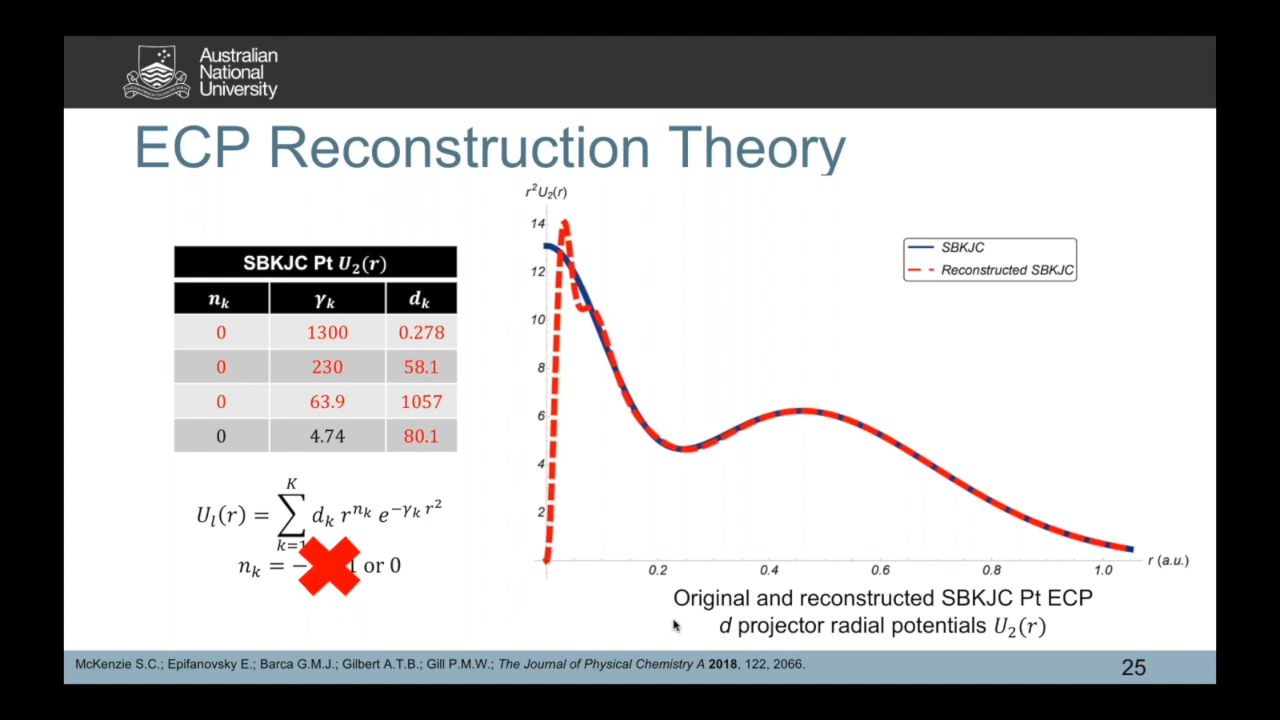 Australian
National
University
ECP Reconstruction Theory
SBKJC Pt U₂(r)
nₖ γₖ dₖ
0 1300 0.278
0 230 58.1
0 63.9 1057
0 4.74 80.1
K
Uₗ(r) = ∑ dₖ r^{nₖ} e^{−γₖ r²}
k=1
nₖ = − 1 or 0
r²U₂(r)
14
12
10
8
6
4
2
0.2 0.4 0.6 0.8 1.0 r (a.u.)
SBKJC
Reconstructed SBKJC
Original and reconstructed SBKJC Pt ECP
d projector radial potentials U₂(r)
McKenzie S.C.; Epifanovsky E.; Barca G.M.J.; Gilbert A.T.B.; Gill P.M.W.; The Journal of Physical Chemistry A 2018, 122, 2066.
25